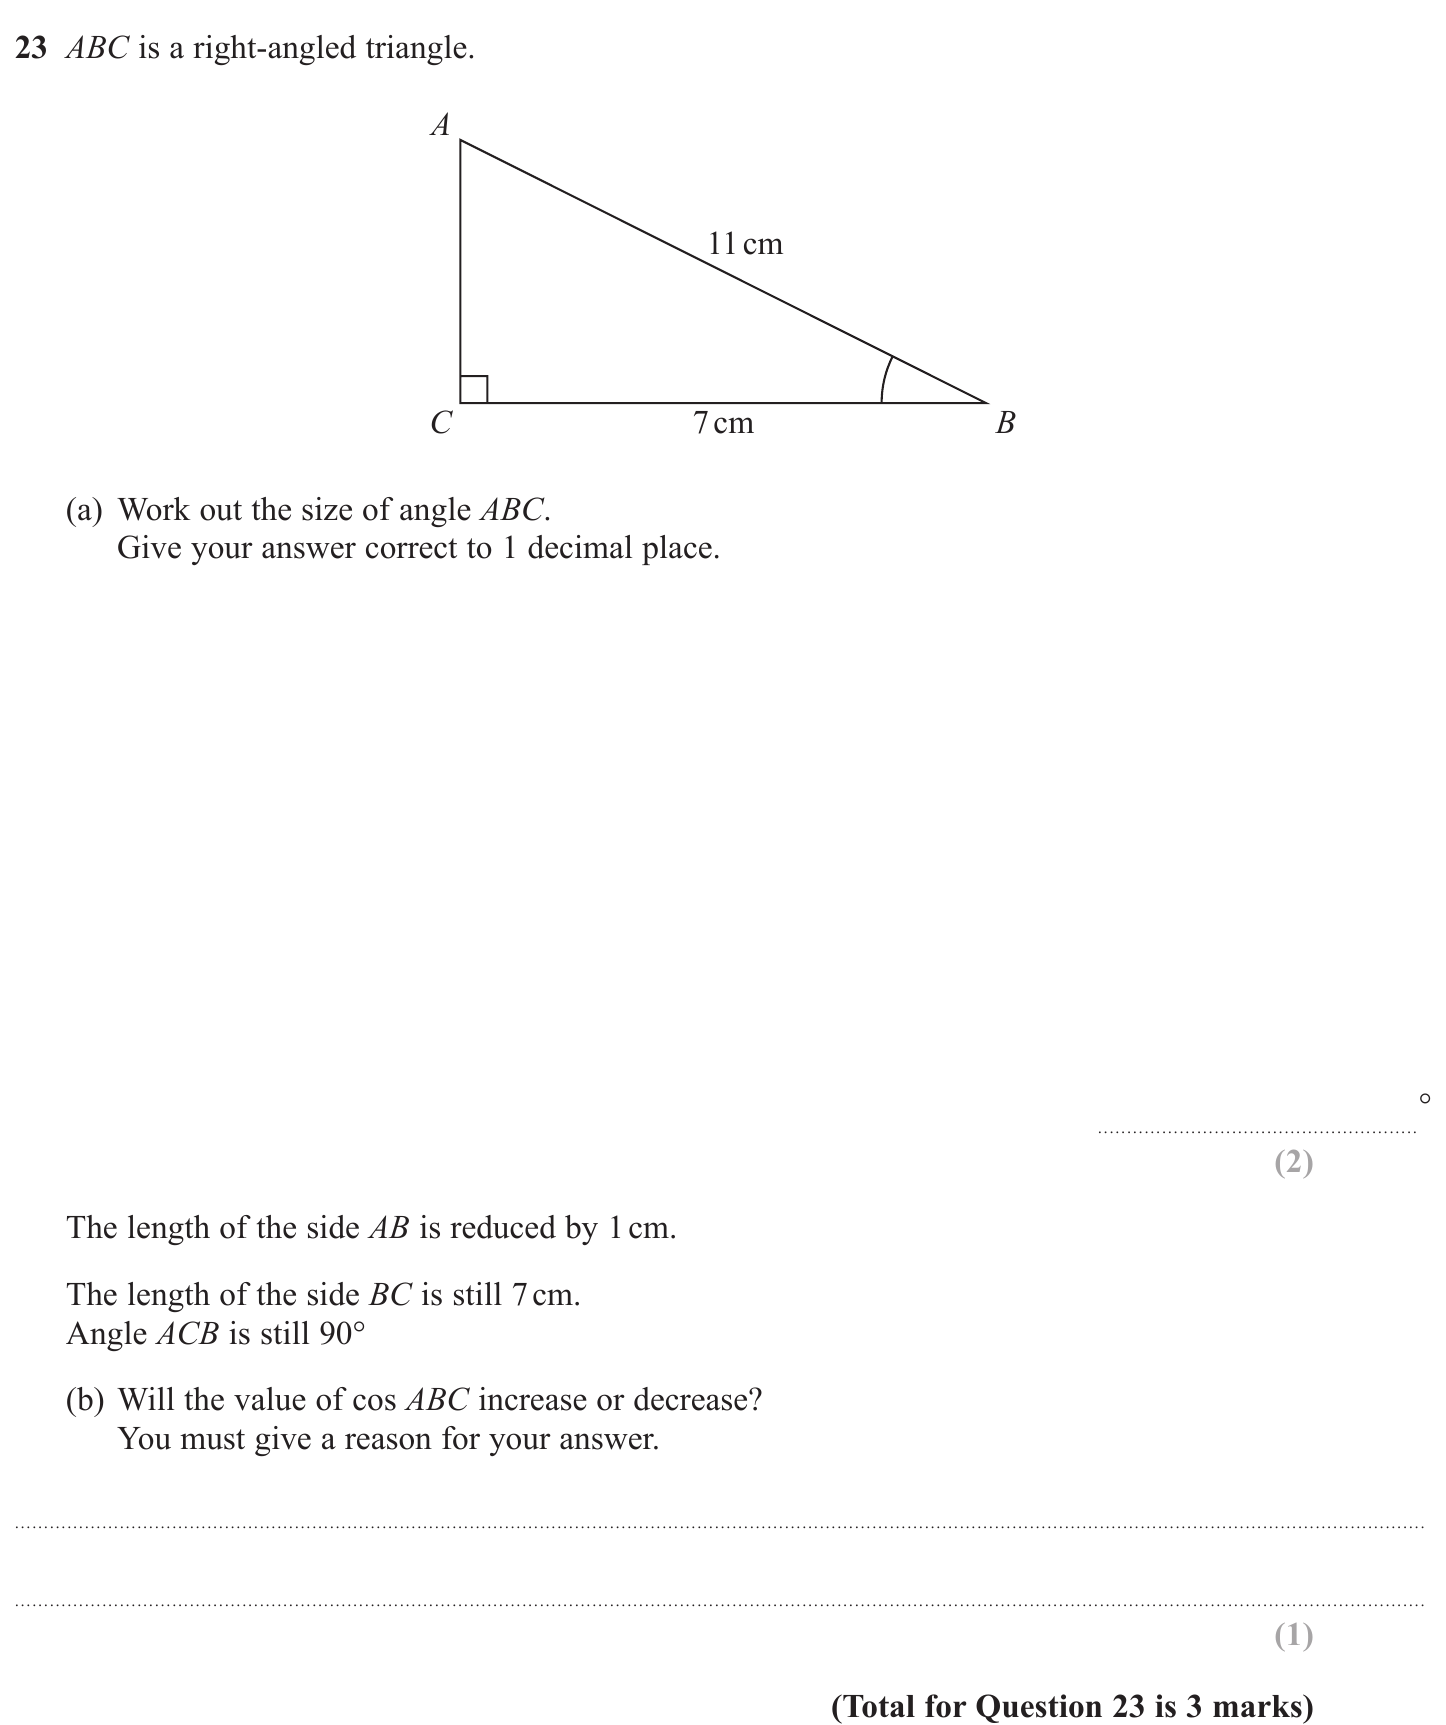 23 ABC is a right-angled triangle.
A
11 cm
C
7 cm
B
(a) Work out the size of angle ABC.
Give your answer correct to 1 decimal place.
°
(2)
The length of the side AB is reduced by 1 cm.
The length of the side BC is still 7 cm.
Angle ACB is still 90°
(b) Will the value of cos ABC increase or decrease?
You must give a reason for your answer.
(1)
(Total for Question 23 is 3 marks)